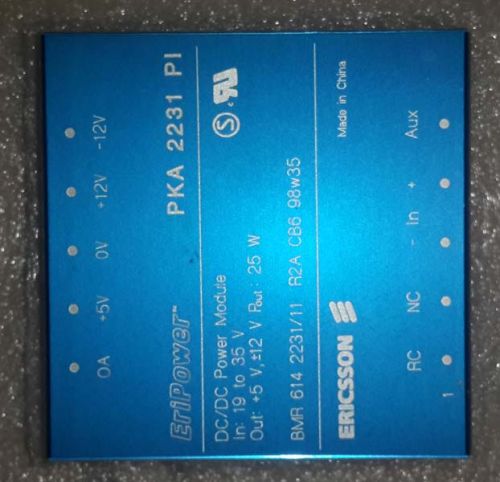 OA +5V 0V +12V -12V
EriPower™ PKA 2231 PI
DC/DC Power Module
In: 19 to 35 V
Out: +5 V,±12 V Pout : 25 W
BMR 614 2231/11 R2A CB6 98w35
ERICSSON Made in China
RC NC - In + Aux
1